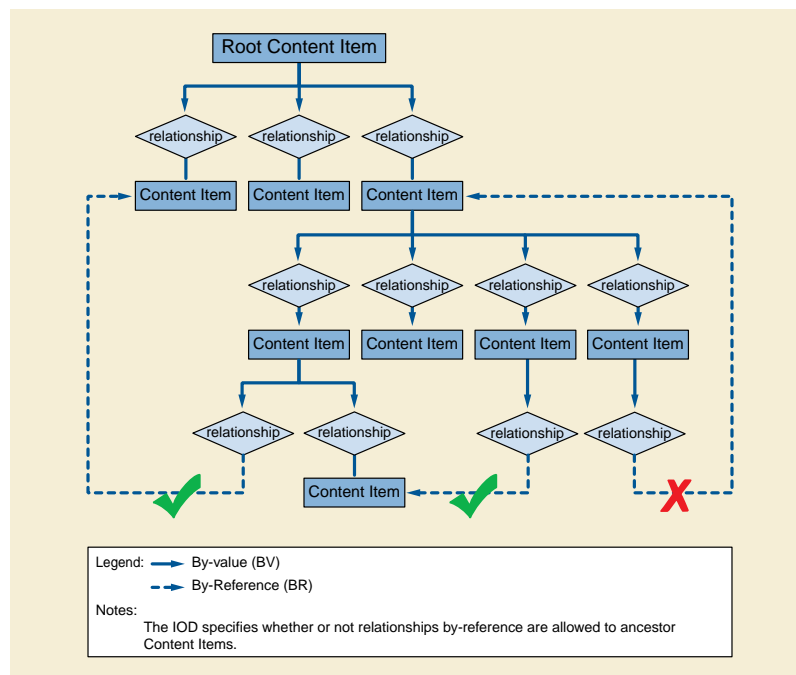 Root Content Item
relationship relationship relationship
Content Item Content Item Content Item
relationship relationship relationship relationship
Content Item Content Item Content Item Content Item
relationship relationship relationship relationship
Content Item
Legend: By-value (BV)
By-Reference (BR)
Notes:
The IOD specifies whether or not relationships by-reference are allowed to ancestor
Content Items.